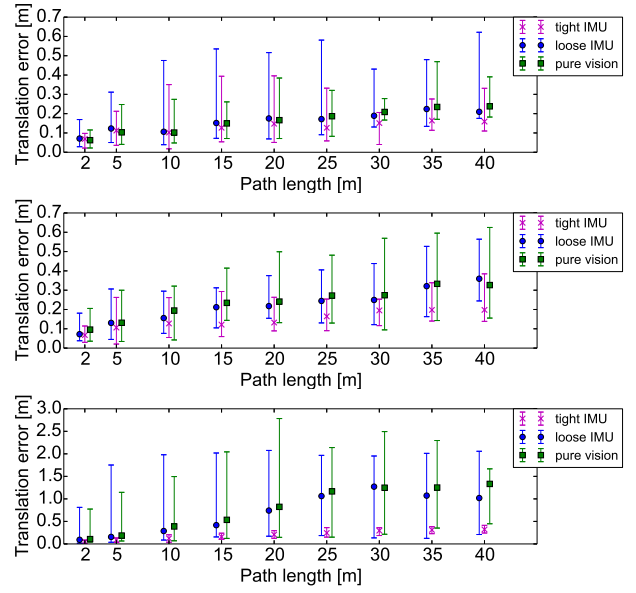 Translation error [m]
0.7
0.6
0.5
0.4
0.3
0.2
0.1
0.0
2 5 10 15 20 25 30 35 40
Path length [m]
tight IMU
loose IMU
pure vision
Translation error [m]
0.7
0.6
0.5
0.4
0.3
0.2
0.1
0.0
2 5 10 15 20 25 30 35 40
Path length [m]
tight IMU
loose IMU
pure vision
Translation error [m]
3.0
2.5
2.0
1.5
1.0
0.5
0.0
2 5 10 15 20 25 30 35 40
Path length [m]
tight IMU
loose IMU
pure vision